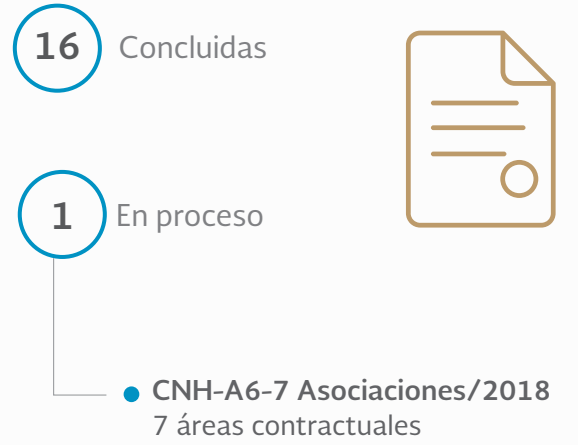 16 Concluidas
1 En proceso
CNH-A6-7 Asociaciones/2018
7 áreas contractuales